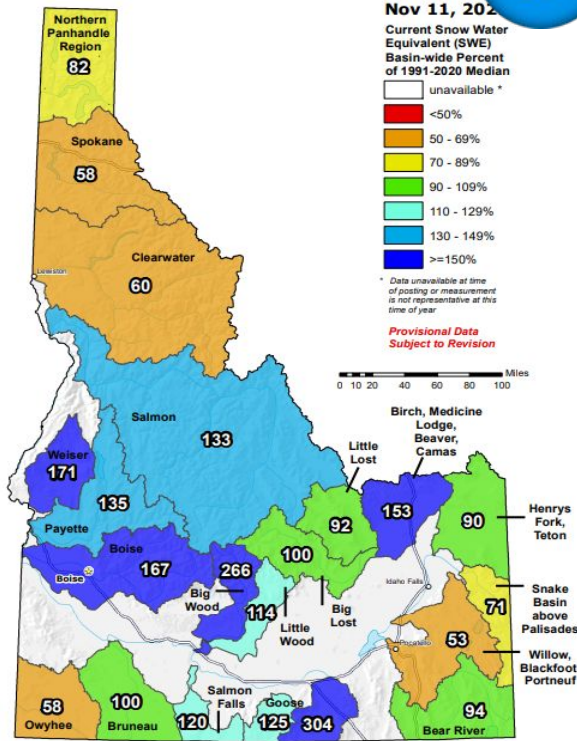 Nov 11, 202
Current Snow Water
Equivalent (SWE)
Basin-wide Percent
of 1991-2020 Median
unavailable *
<50%
50 - 69%
70 - 89%
90 - 109%
110 - 129%
130 - 149%
>=150%
* Data unavailable at time
of posting or measurement
is not representative at this
time of year
Provisional Data
Subject to Revision
Miles
0 10 20 40 60 80 100
Northern
Panhandle
Region
82
Spokane
58
Clearwater
Lewiston
60
Salmon
133
Weiser
171
135
Payette
Birch, Medicine
Lodge,
Beaver,
Camas
Little
Lost
153
92
90
Henrys
Fork,
Teton
Boise
167
266
100
Boise
Big
Wood
114
Little
Wood
Big
Lost
Idaho Falls
71
Snake
Basin
above
Palisades
53
Pocatello
Willow,
Blackfoot
Portneuf
58
Owyhee
100
Bruneau
Salmon
Falls
120
Goose
125
304
94
Bear River